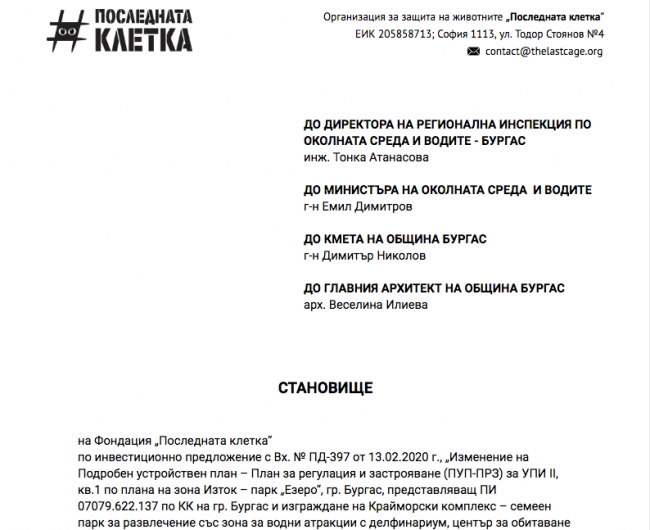 ПОСЛЕДНАТА
КЛЕТКА
Организация за защита на животните „Последната клетка“
ЕИК 205858713; София 1113, ул. Тодор Стоянов №4
contact@thelastcage.org
ДО ДИРЕКТОРА НА РЕГИОНАЛНА ИНСПЕКЦИЯ ПО
ОКОЛНАТА СРЕДА И ВОДИТЕ - БУРГАС
инж. Тонка Атанасова
ДО МИНИСТЪРА НА ОКОЛНАТА СРЕДА И ВОДИТЕ
г-н Емил Димитров
ДО КМЕТА НА ОБЩИНА БУРГАС
г-н Димитър Николов
ДО ГЛАВНИЯ АРХИТЕКТ НА ОБЩИНА БУРГАС
арх. Веселина Илиева
СТАНОВИЩЕ
на Фондация „Последната клетка“
по инвестиционно предложение с Вх. № ПД-397 от 13.02.2020 г., „Изменение на
Подробен устройствен план – План за регулация и застрояване (ПУП-ПРЗ) за УПИ II,
кв.1 по плана на зона Изток – парк „Езеро“, гр. Бургас, представляващ ПИ
07079.622.137 по КК на гр. Бургас и изграждане на Крайморски комплекс – семеен
парк за развлечение със зона за водни атракции с делфинариум, център за обитаване